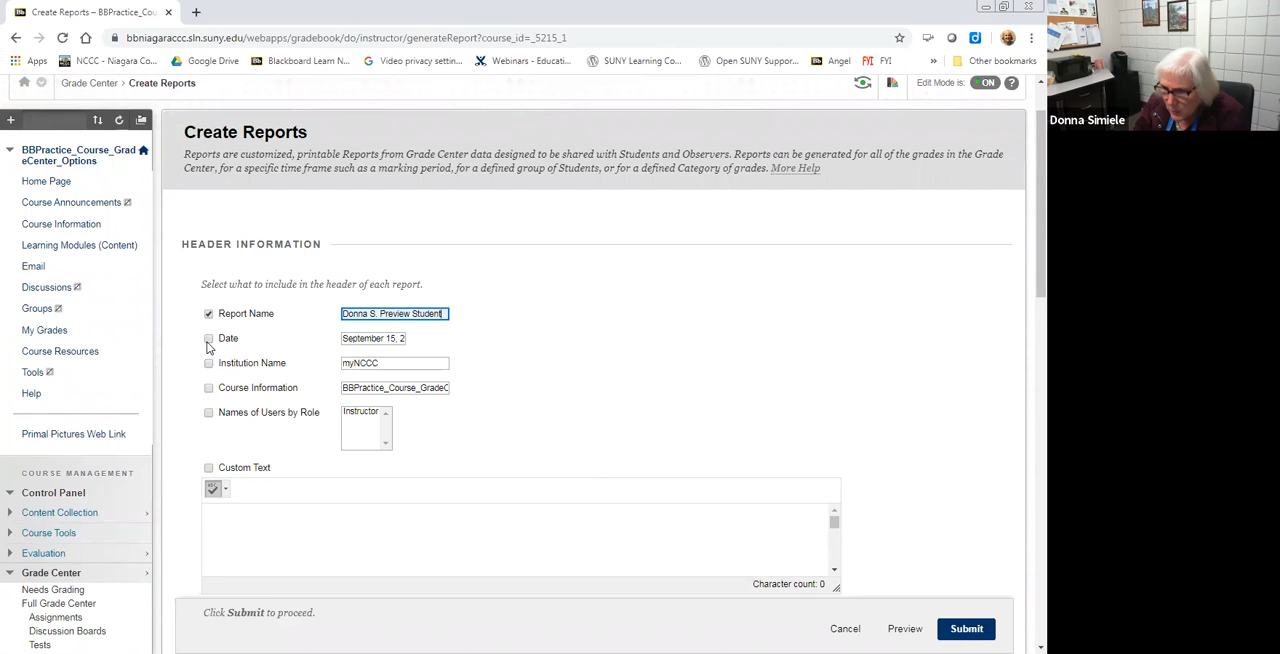 Create Reports – BBPractice_Cou
bbniagaraccc.sln.suny.edu/webapps/gradebook/do/instructor/generateReport?course_id=_5215_1
Apps NCCC - Niagara Co... Google Drive Blackboard Learn N... Video privacy settin... Webinars - Educati... SUNY Learning Co... Open SUNY Suppor... Angel FYI » Other bookmarks
Grade Center Create Reports Edit Mode is: ON ?
BBPractice_Course_Grad
eCenter_Options
Home Page
Course Announcements
Course Information
Learning Modules (Content)
Email
Discussions
Groups
My Grades
Course Resources
Tools
Help
Primal Pictures Web Link
COURSE MANAGEMENT
Control Panel
Content Collection
Course Tools
Evaluation
Grade Center
Needs Grading
Full Grade Center
Assignments
Discussion Boards
Tests
Create Reports
Reports are customized, printable Reports from Grade Center data designed to be shared with Students and Observers. Reports can be generated for all of the grades in the Grade
Center, for a specific time frame such as a marking period, for a defined group of Students, or for a defined Category of grades. More Help
HEADER INFORMATION
Select what to include in the header of each report.
Report Name Donna S. Preview Student
Date September 15, 2
Institution Name myNCCC
Course Information BBPractice_Course_GradeC
Names of Users by Role Instructor
Custom Text
Character count: 0
Click Submit to proceed.
Cancel Preview Submit
Donna Simiele